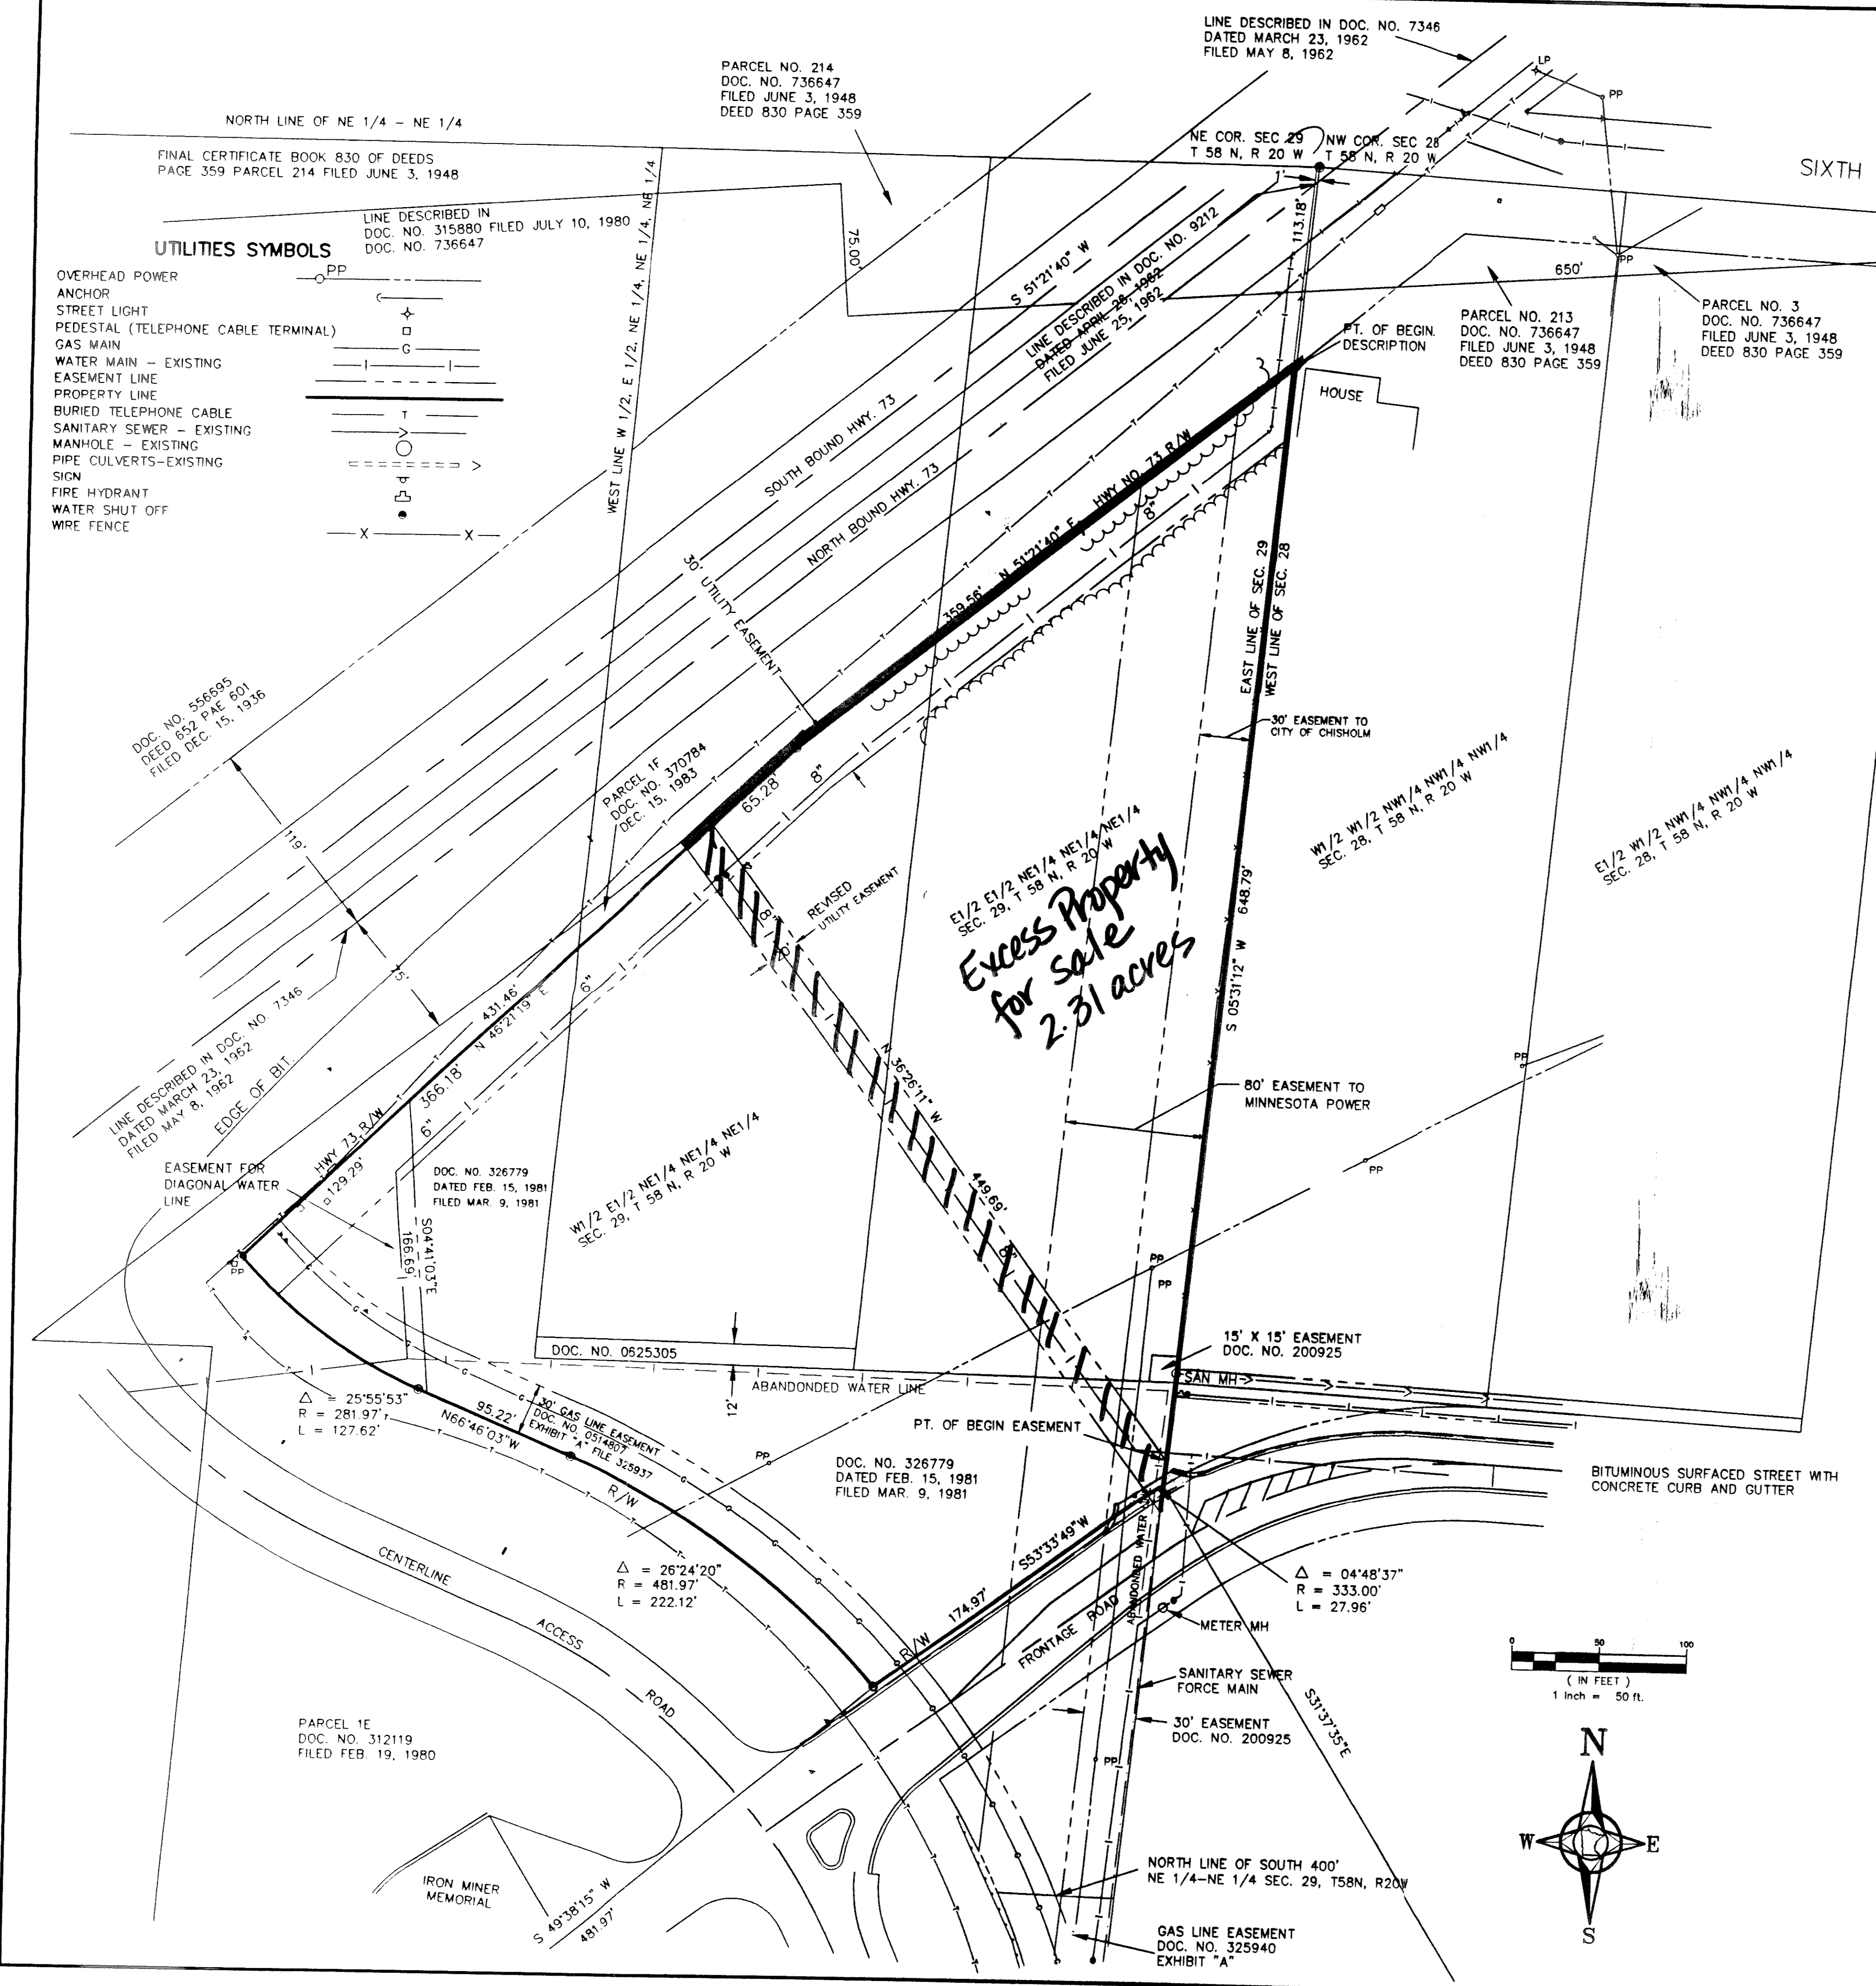 LINE DESCRIBED IN DOC. NO. 7346
DATED MARCH 23, 1962
FILED MAY 8, 1962
PARCEL NO. 214
DOC. NO. 736647
FILED JUNE 3, 1948
DEED 830 PAGE 359
LP
PP
NORTH LINE OF NE 1/4 - NE 1/4
NE COR. SEC 29
T 58 N, R 20 W
NW COR. SEC 28
T 58 N, R 20 W
SIXTH
FINAL CERTIFICATE BOOK 830 OF DEEDS
PAGE 359 PARCEL 214 FILED JUNE 3, 1948
LINE DESCRIBED IN
DOC. NO. 315880 FILED JULY 10, 1980
DOC. NO. 736647
UTILITIES SYMBOLS
OVERHEAD POWER
PP
ANCHOR
STREET LIGHT
PEDESTAL (TELEPHONE CABLE TERMINAL)
GAS MAIN
G
WATER MAIN - EXISTING
EASEMENT LINE
PROPERTY LINE
BURIED TELEPHONE CABLE
T
SANITARY SEWER - EXISTING
MANHOLE - EXISTING
PIPE CULVERTS-EXISTING
SIGN
FIRE HYDRANT
WATER SHUT OFF
WIRE FENCE
X X
WEST LINE W 1/2, E 1/2, NE 1/4, NE 1/4, NE 1/4
75.00'
S 51°21'40" W
LINE DESCRIBED IN DOC. NO. 9212
DATED APRIL 28, 1962
FILED JUNE 25, 1962
1'
113.18'
650'
PP
PARCEL NO. 213
DOC. NO. 736647
FILED JUNE 3, 1948
DEED 830 PAGE 359
PARCEL NO. 3
DOC. NO. 736647
FILED JUNE 3, 1948
DEED 830 PAGE 359
PT. OF BEGIN.
DESCRIPTION
HOUSE
SOUTH BOUND HWY. 73
NORTH BOUND HWY. 73
359.56' N 51°21'40" E HWY NO. 73 R/W
8"
30' UTILITY EASEMENT
EAST LINE OF SEC. 29
WEST LINE OF SEC. 28
30' EASEMENT TO
CITY OF CHISHOLM
DOC. NO. 556695
DEED 652 PAE 601
FILED DEC. 15, 1936
119'
75'
PARCEL 1F
DOC. NO. 370784
DEC. 15, 1983
65.28'
8"
E1/2 E1/2 NE1/4 NE1/4 NE1/4
SEC. 29, T 58 N, R 20 W
Excess Property
for sale
2.31 acres
W1/2 W1/2 NW1/4 NW1/4 NW1/4
SEC. 28, T 58 N, R 20 W
E1/2 W1/2 NW1/4 NW1/4 NW1/4
SEC. 28, T 58 N, R 20 W
REVISED
UTILITY EASEMENT
8"
20'
S 05°31'12" W 648.79'
431.46'
N 46°21'19" E
366.18'
6"
6"
LINE DESCRIBED IN DOC. NO. 7346
DATED MARCH 23, 1962
FILED MAY 8, 1962
EDGE OF BIT.
HWY 73 R/W
129.29'
N 36°26'11" W
449.69'
8"
80' EASEMENT TO
MINNESOTA POWER
PP
PP
EASEMENT FOR
DIAGONAL WATER
LINE
DOC. NO. 326779
DATED FEB. 15, 1981
FILED MAR. 9, 1981
S04°41'03"E
166.69
W1/2 E1/2 NE1/4 NE1/4 NE1/4
SEC. 29, T 58 N, R 20 W
PP
PP
PP
DOC. NO. 0625305
12'
ABANDONDED WATER LINE
15' X 15' EASEMENT
DOC. NO. 200925
SAN MH
Δ = 25°55'53"
R = 281.97'
L = 127.62'
95.22'
N66°46'03"W
30' GAS LINE EASEMENT
DOC. NO. 0514807
EXHIBIT "A" FILE 325937
R/W
PP
PT. OF BEGIN EASEMENT
DOC. NO. 326779
DATED FEB. 15, 1981
FILED MAR. 9, 1981
BITUMINOUS SURFACED STREET WITH
CONCRETE CURB AND GUTTER
CENTERLINE ACCESS ROAD
Δ = 26°24'20"
R = 481.97'
L = 222.12'
174.97'
S53°33'49"W
R/W
ABANDONDED WATER
FRONTAGE ROAD
Δ = 04°48'37"
R = 333.00'
L = 27.96'
METER MH
SANITARY SEWER
FORCE MAIN
30' EASEMENT
DOC. NO. 200925
S31°37'35"E
PP
0 50 100
( IN FEET )
1 Inch = 50 ft.
PARCEL 1E
DOC. NO. 312119
FILED FEB. 19, 1980
IRON MINER
MEMORIAL
S 49°38'15" W
481.97'
NORTH LINE OF SOUTH 400'
NE 1/4-NE 1/4 SEC. 29, T58N, R20W
GAS LINE EASEMENT
DOC. NO. 325940
EXHIBIT "A"
N
W E
S